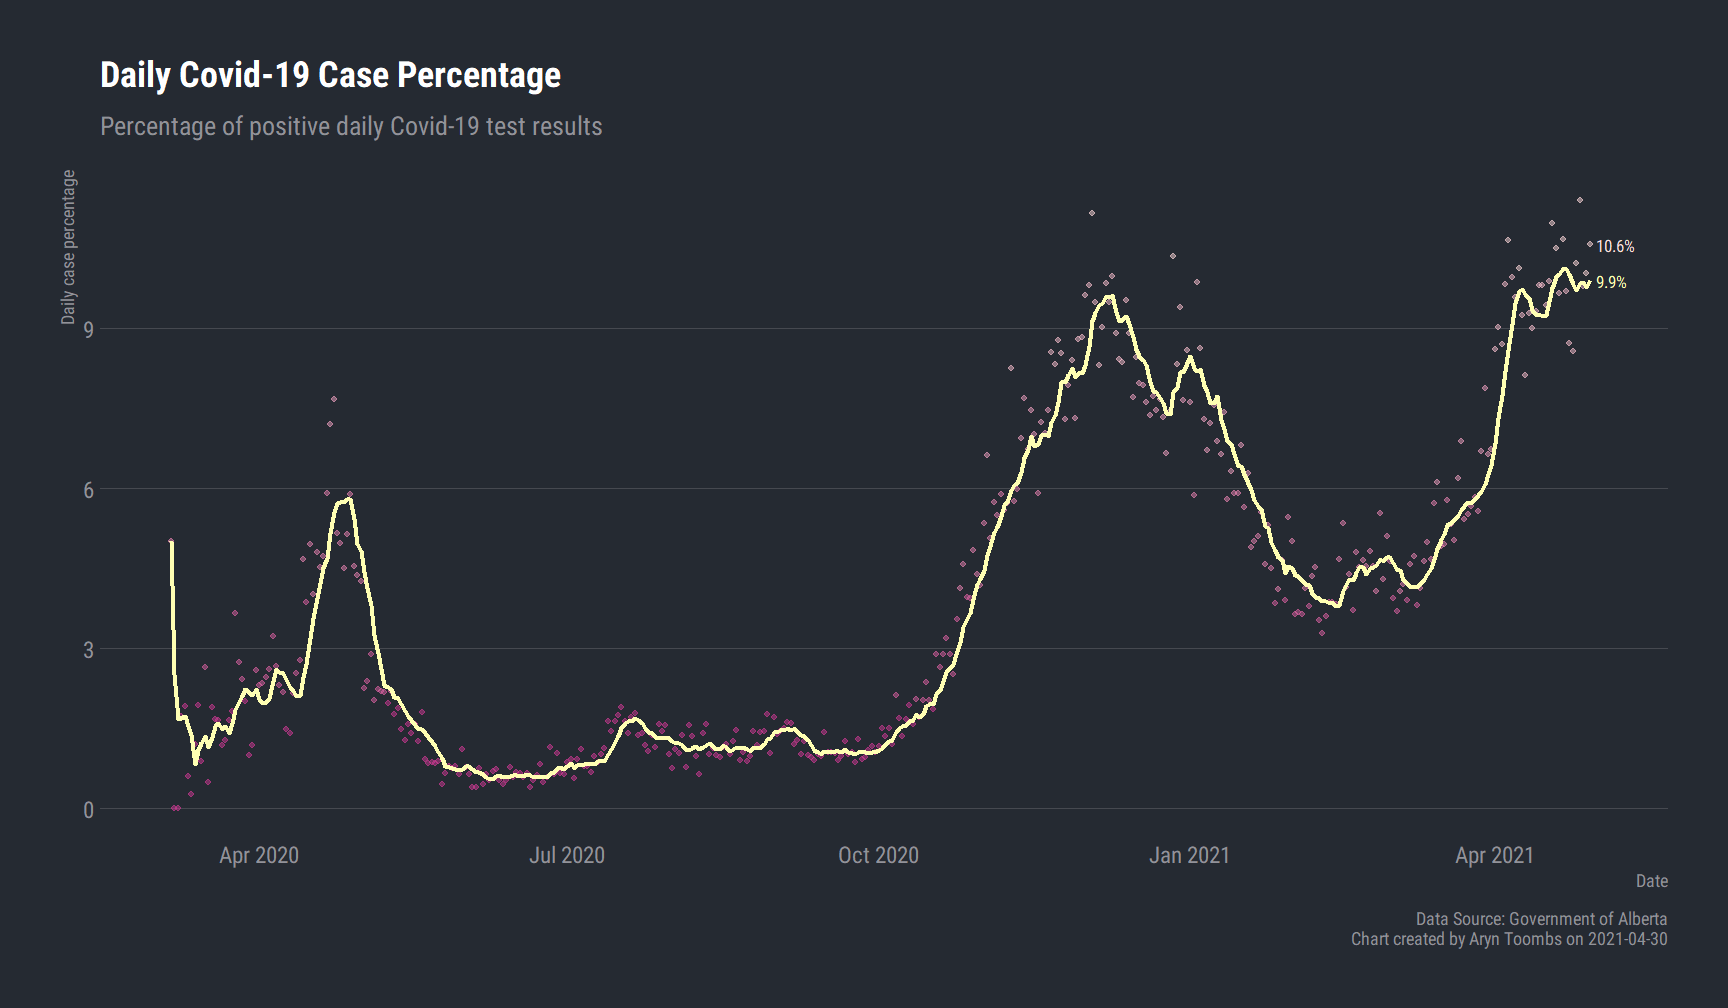 Daily Covid-19 Case Percentage
Percentage of positive daily Covid-19 test results
Daily case percentage
10.6%
9.9%
9
6
3
0
Apr 2020
Jul 2020
Oct 2020
Jan 2021
Apr 2021
Date
Data Source: Government of Alberta
Chart created by Aryn Toombs on 2021-04-30